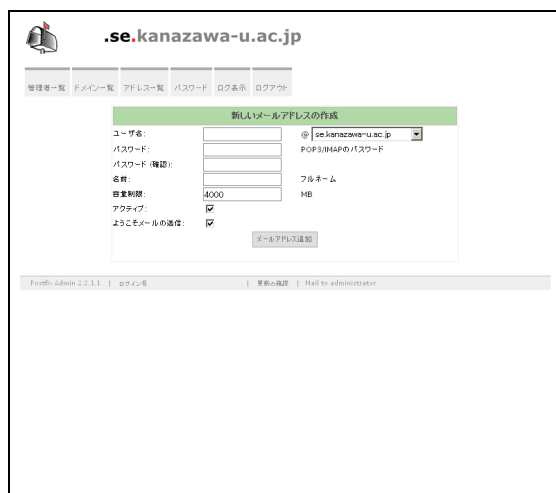 .se.kanazawa-u.ac.jp
管理者一覧 ドメイン一覧 アドレス一覧 パスワード ログ表示 ログアウト
新しいメールアドレスの作成
ユーザ名: @ se.kanazawa-u.ac.jp
パスワード: POP3/IMAPのパスワード
パスワード (確認):
名前: フルネーム
容量制限: 4000 MB
アクティブ:
ようこそメールの送信:
メールアドレス追加
Postfix Admin 2.2.1.1 | ログイン名 | 更新の確認 | Mail to administrator